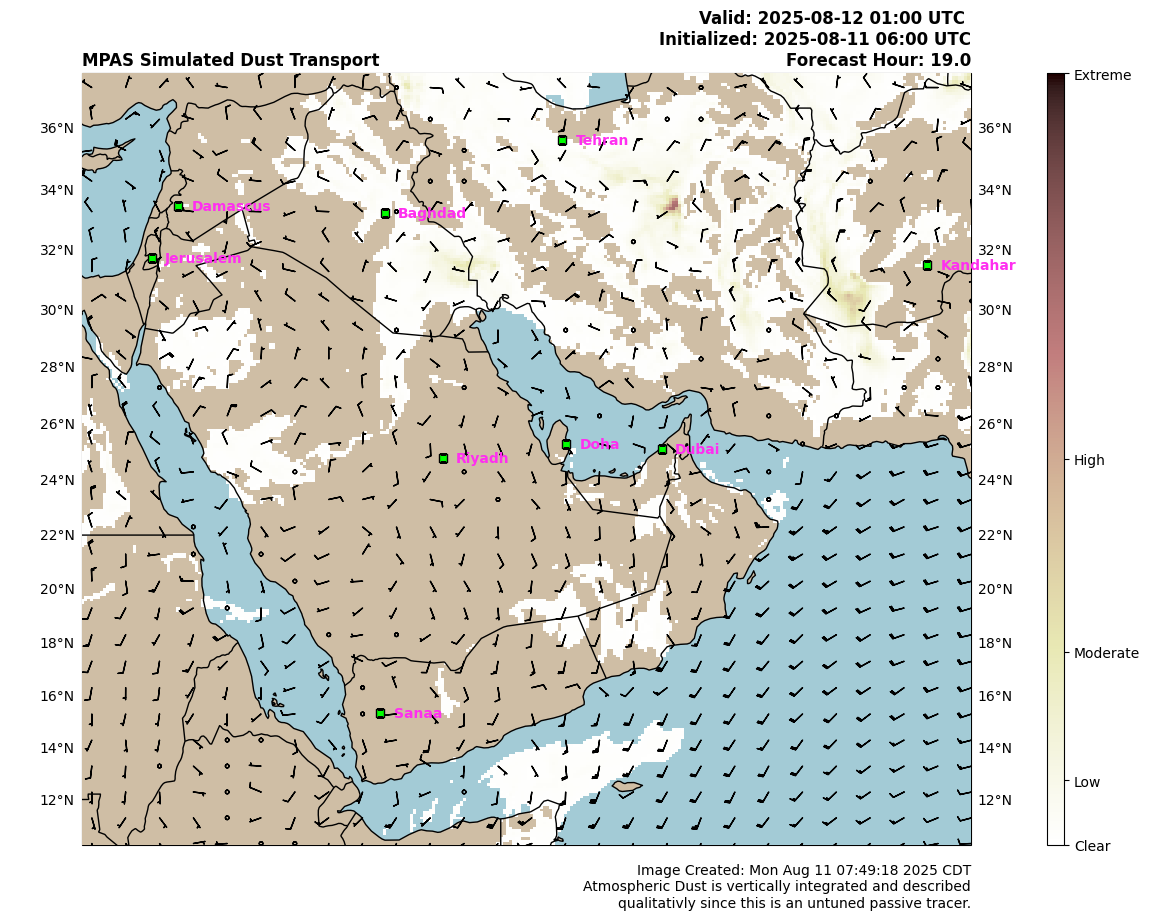 Valid: 2025-08-12 01:00 UTC
Initialized: 2025-08-11 06:00 UTC
MPAS Simulated Dust Transport Forecast Hour: 19.0
Extreme
36°N 36°N
Tehran
34°N 34°N
Damascus
Baghdad
32°N 32°N
Jerusalem
Kandahar
30°N 30°N
28°N 28°N
26°N 26°N
Doha
Dubai
Riyadh
High
24°N 24°N
22°N 22°N
20°N 20°N
18°N 18°N
Moderate
16°N 16°N
Sanaa
14°N 14°N
Low
12°N 12°N
Clear
Image Created: Mon Aug 11 07:49:18 2025 CDT
Atmospheric Dust is vertically integrated and described
qualitativly since this is an untuned passive tracer.